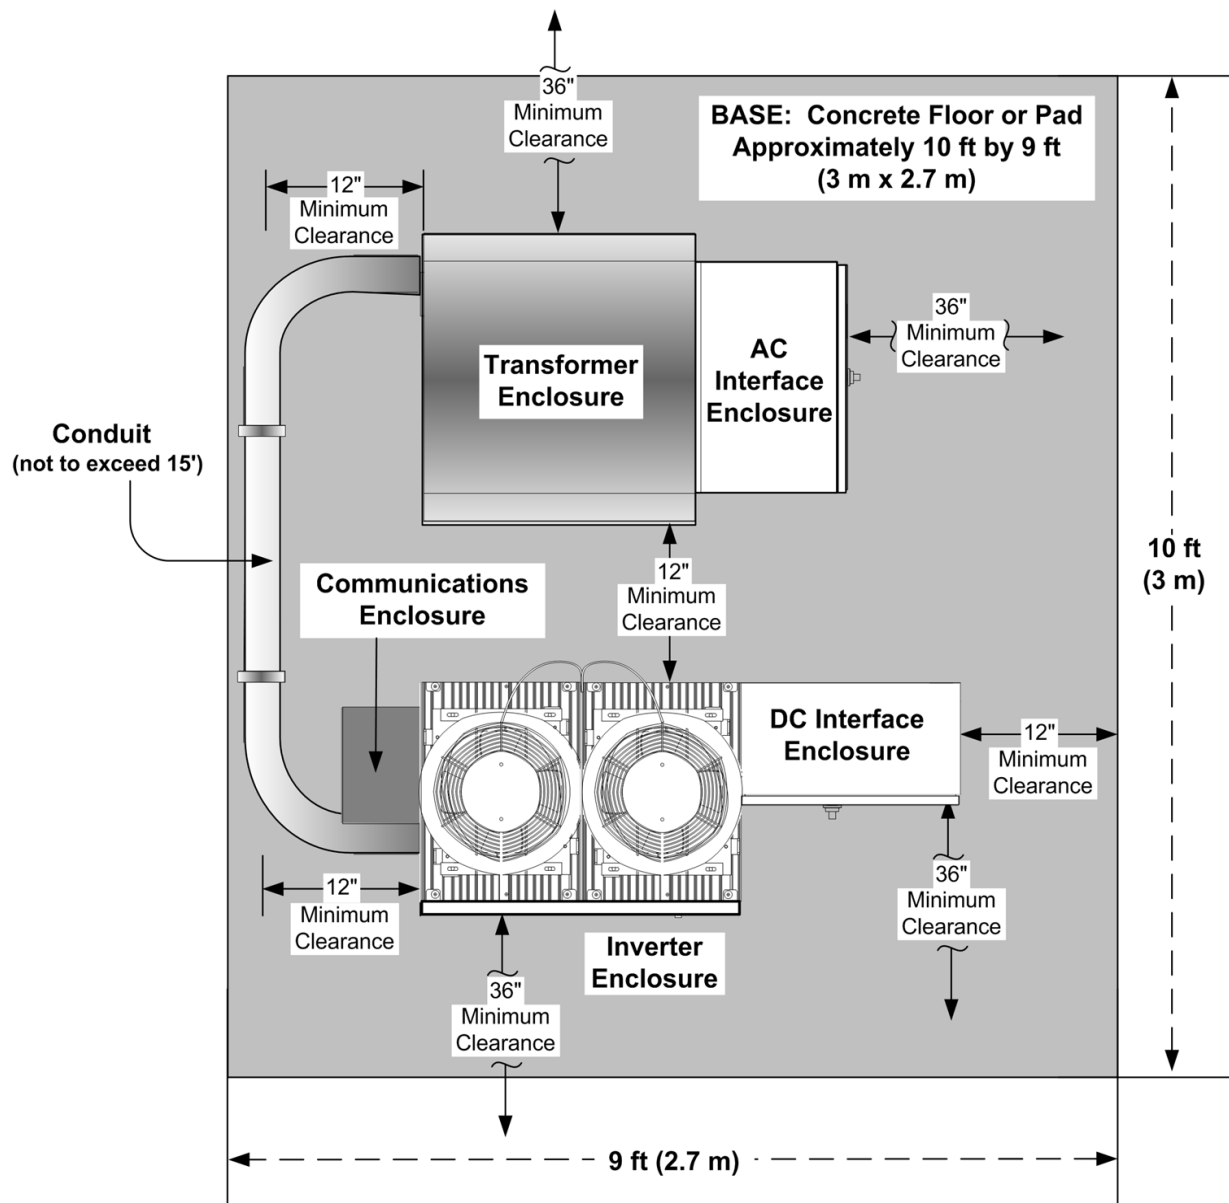 36"
Minimum
Clearance
BASE:  Concrete Floor or Pad
Approximately 10 ft by 9 ft
(3 m x 2.7 m)
12"
Minimum
Clearance
36"
Minimum
Clearance
Transformer
Enclosure
AC
Interface
Enclosure
Conduit
(not to exceed 15')
10 ft
(3 m)
Communications
Enclosure
12"
Minimum
Clearance
DC Interface
Enclosure
12"
Minimum
Clearance
12"
Minimum
Clearance
36"
Minimum
Clearance
Inverter
Enclosure
36"
Minimum
Clearance
9 ft (2.7 m)